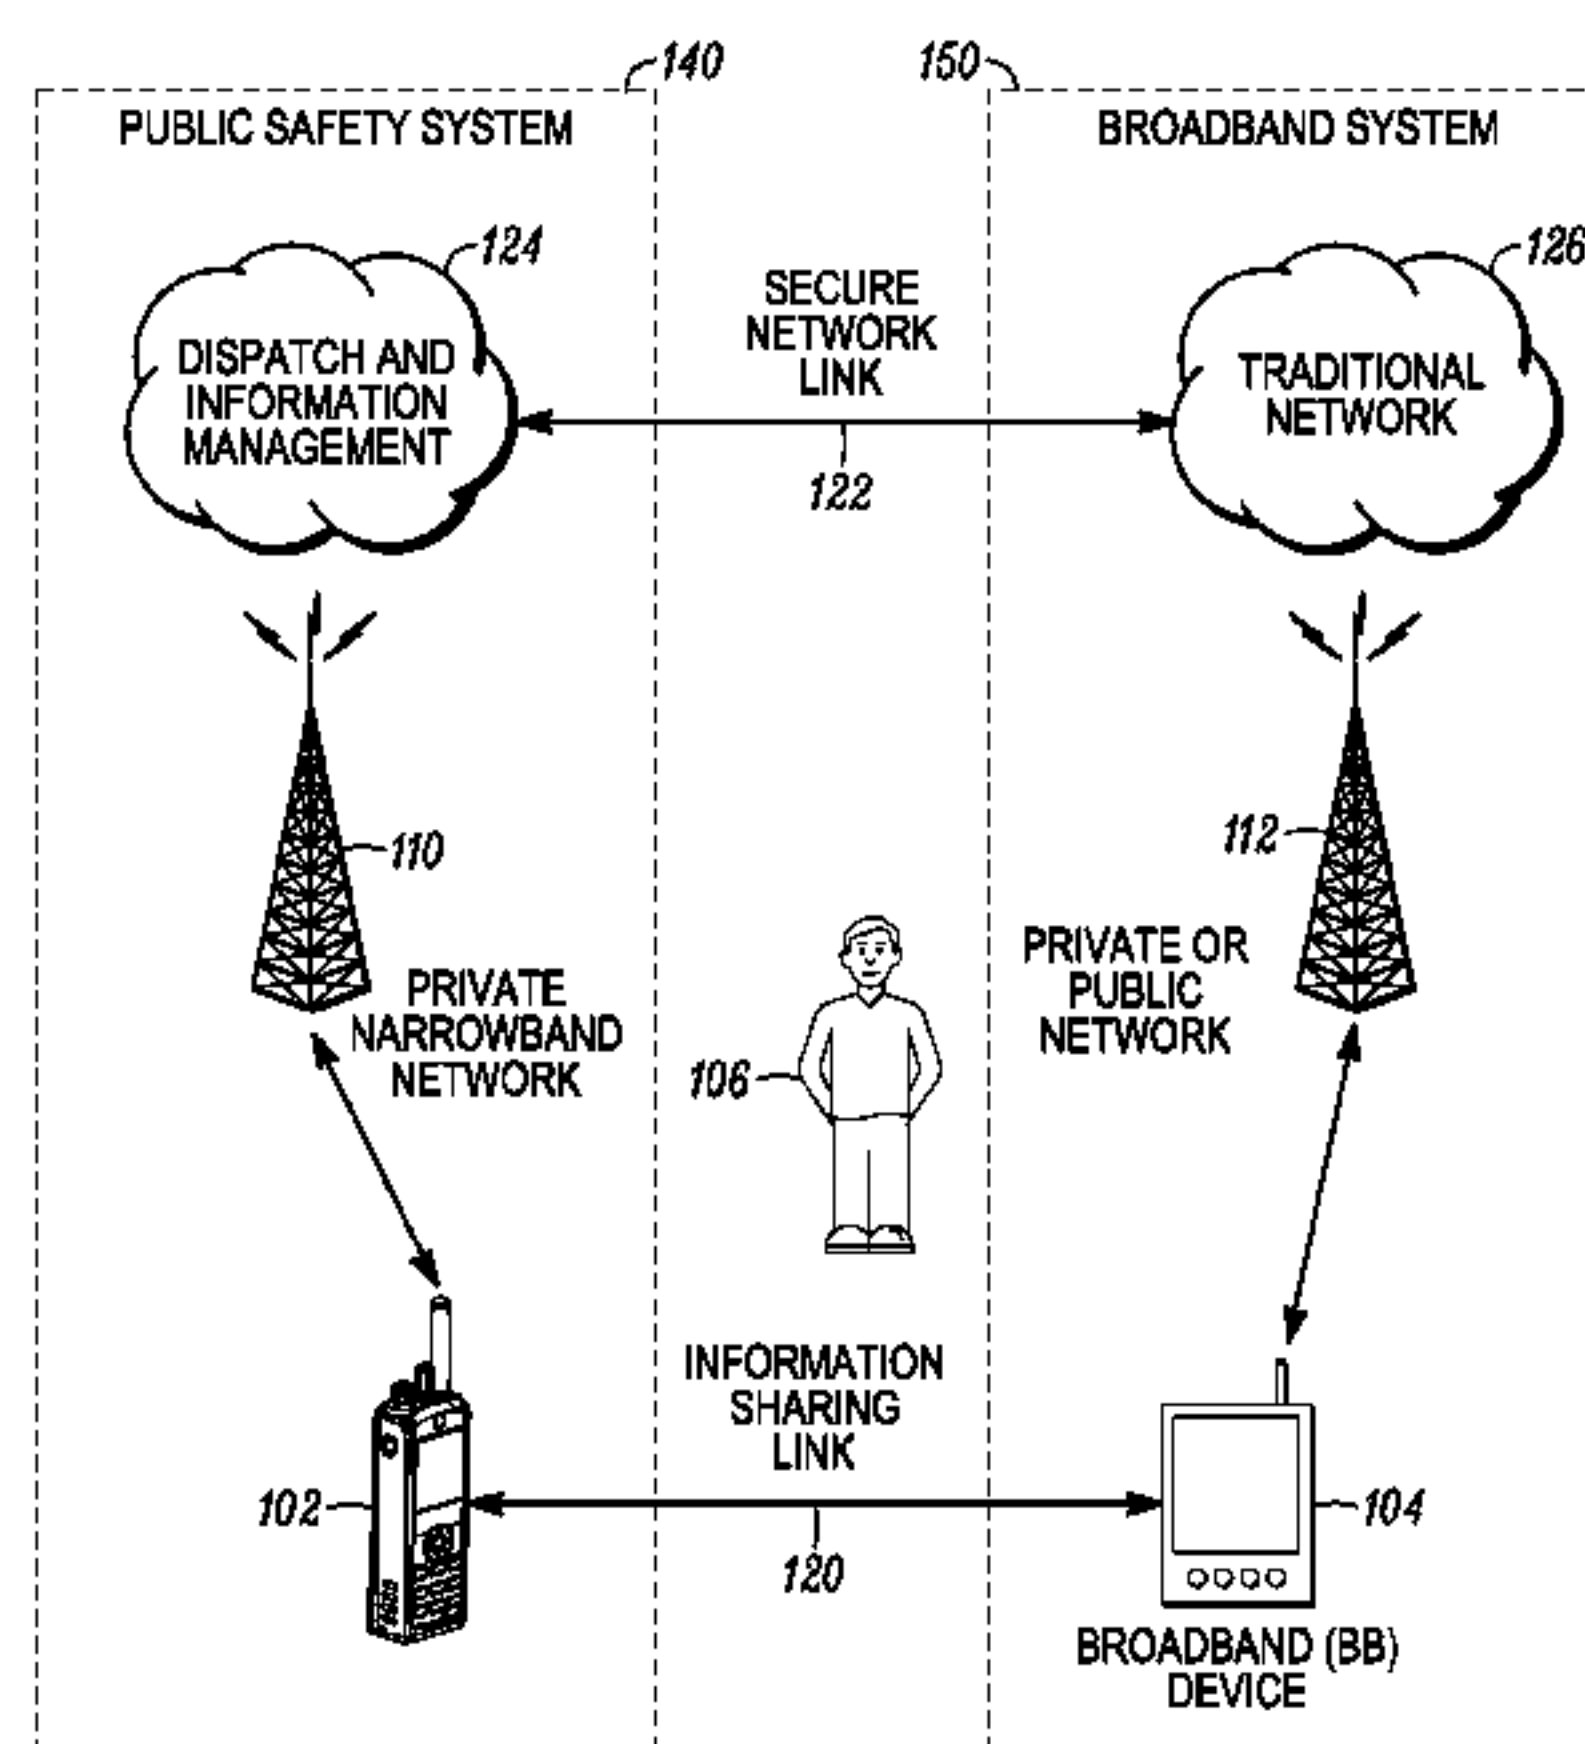 140
150
PUBLIC SAFETY SYSTEM
BROADBAND SYSTEM
124
126
DISPATCH AND
INFORMATION
MANAGEMENT
SECURE
NETWORK
LINK
122
TRADITIONAL
NETWORK
110
112
PRIVATE
NARROWBAND
NETWORK
106
PRIVATE OR
PUBLIC
NETWORK
102
INFORMATION
SHARING
LINK
120
104
BROADBAND (BB)
DEVICE